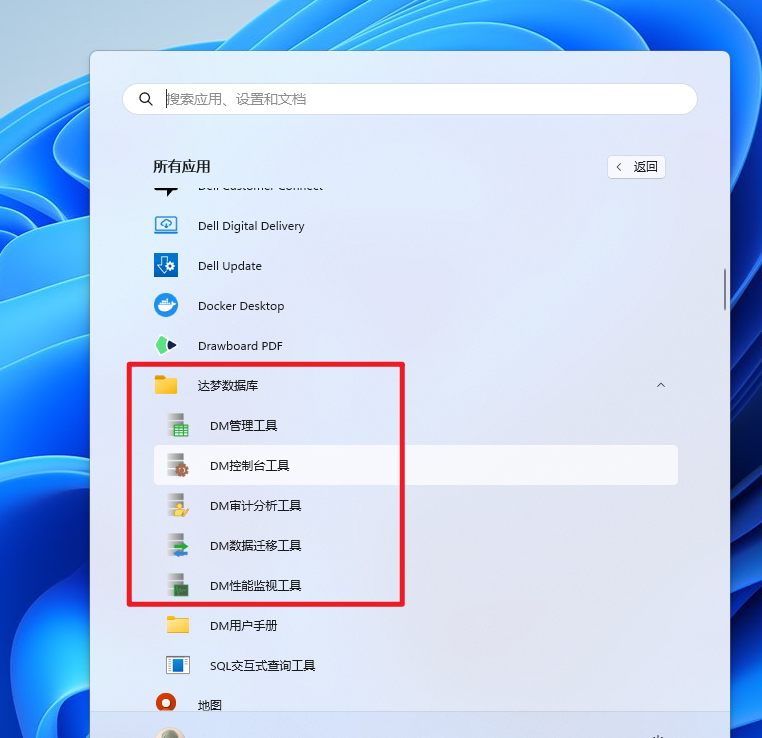 搜索应用、设置和文档
所有应用
返回
Dell Customer Connect
Dell Digital Delivery
Dell Update
Docker Desktop
Drawboard PDF
达梦数据库
DM管理工具
DM控制台工具
DM审计分析工具
DM数据迁移工具
DM性能监视工具
DM用户手册
SQL交互式查询工具
地图